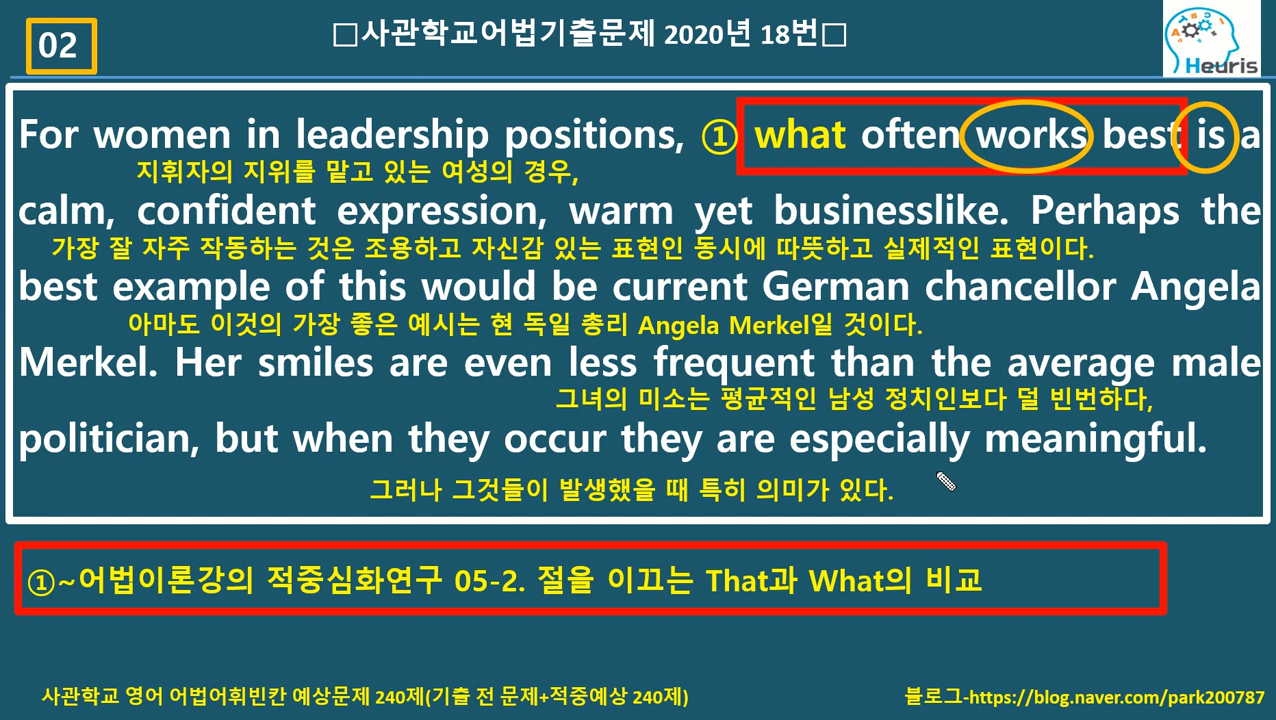 02
□사관학교어법기출문제 2020년 18번□
Heuris
For women in leadership positions, ① what often works best is a
지휘자의 지위를 맡고 있는 여성의 경우,
calm, confident expression, warm yet businesslike. Perhaps the
가장 잘 자주 작동하는 것은 조용하고 자신감 있는 표현인 동시에 따뜻하고 실제적인 표현이다.
best example of this would be current German chancellor Angela
아마도 이것의 가장 좋은 예시는 현 독일 총리 Angela Merkel일 것이다.
Merkel. Her smiles are even less frequent than the average male
그녀의 미소는 평균적인 남성 정치인보다 덜 빈번하다,
politician, but when they occur they are especially meaningful.
그러나 그것들이 발생했을 때 특히 의미가 있다.
①~어법이론강의 적중심화연구 05-2. 절을 이끄는 That과 What의 비교
사관학교 영어 어법어휘빈칸 예상문제 240제(기출 전 문제+적중예상 240제)
블로그-https://blog.naver.com/park200787